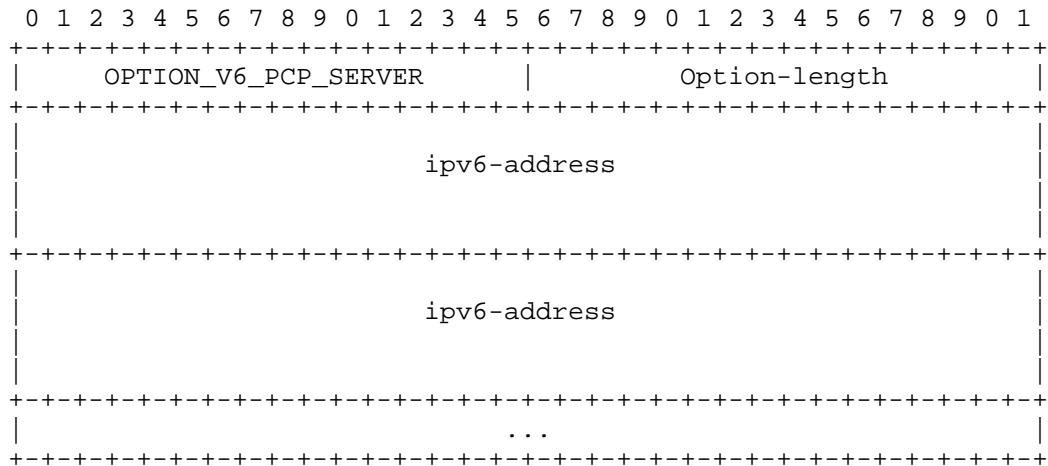 0 1 2 3 4 5 6 7 8 9 0 1 2 3 4 5 6 7 8 9 0 1 2 3 4 5 6 7 8 9 0 1
+-+-+-+-+-+-+-+-+-+-+-+-+-+-+-+-+-+-+-+-+-+-+-+-+-+-+-+-+-+-+-+-+
| OPTION_V6_PCP_SERVER | Option-length |
+-+-+-+-+-+-+-+-+-+-+-+-+-+-+-+-+-+-+-+-+-+-+-+-+-+-+-+-+-+-+-+-+
| |
| ipv6-address |
| |
| |
+-+-+-+-+-+-+-+-+-+-+-+-+-+-+-+-+-+-+-+-+-+-+-+-+-+-+-+-+-+-+-+-+
| |
| ipv6-address |
| |
| |
+-+-+-+-+-+-+-+-+-+-+-+-+-+-+-+-+-+-+-+-+-+-+-+-+-+-+-+-+-+-+-+-+
| ... |
+-+-+-+-+-+-+-+-+-+-+-+-+-+-+-+-+-+-+-+-+-+-+-+-+-+-+-+-+-+-+-+-+